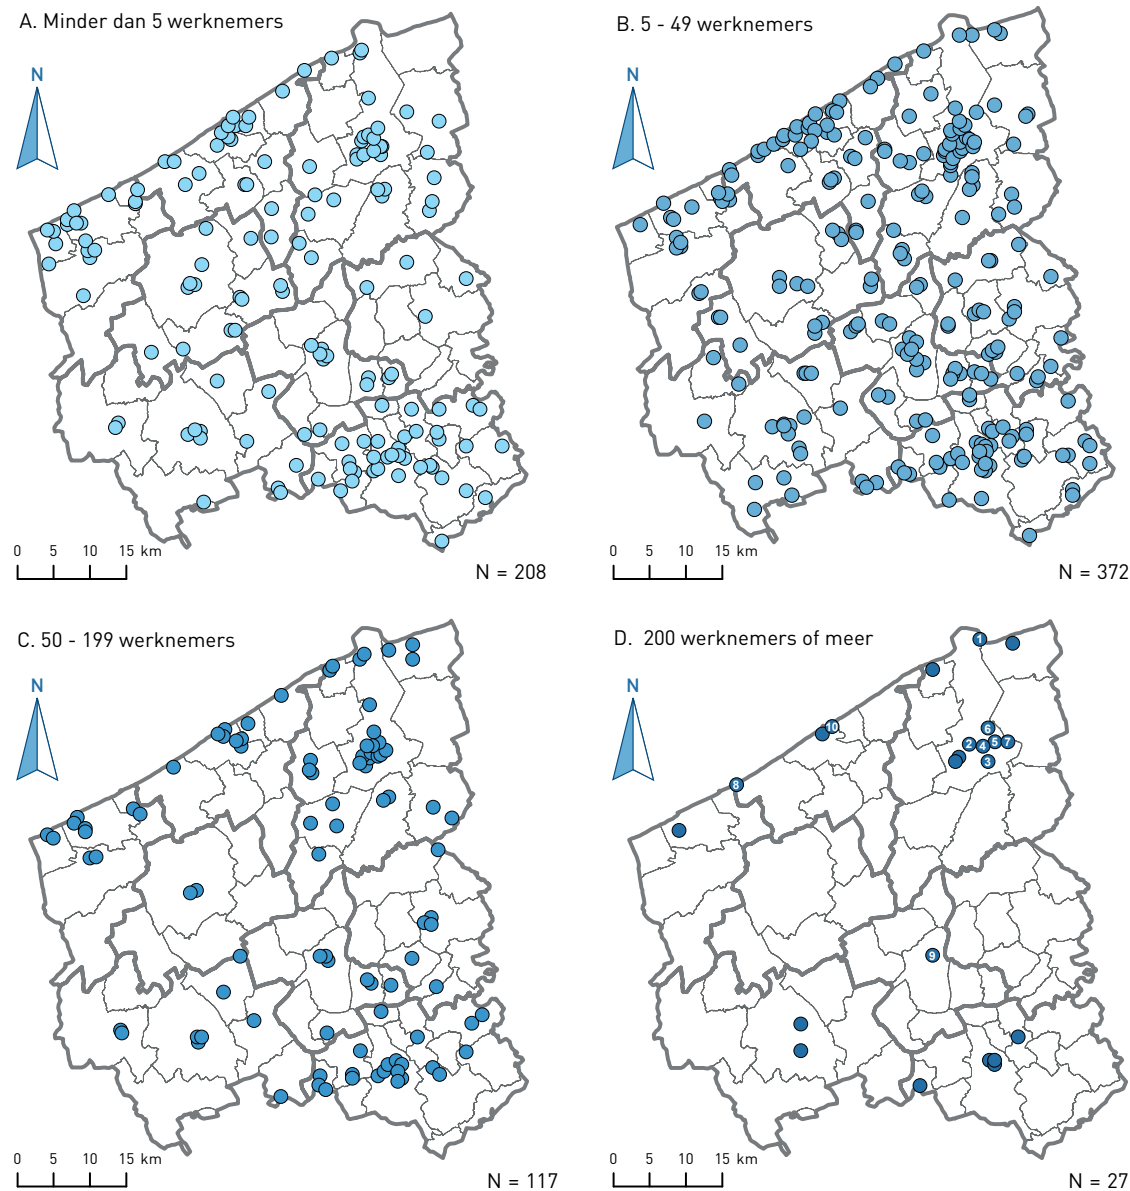 A. Minder dan 5 werknemers
N
0 5 10 15 km
N = 208
B. 5 - 49 werknemers
N
0 5 10 15 km
N = 372
C. 50 - 199 werknemers
N
0 5 10 15 km
N = 117
D. 200 werknemers of meer
N
1
10
6
2 4 5 7
3
8
9
0 5 10 15 km
N = 27